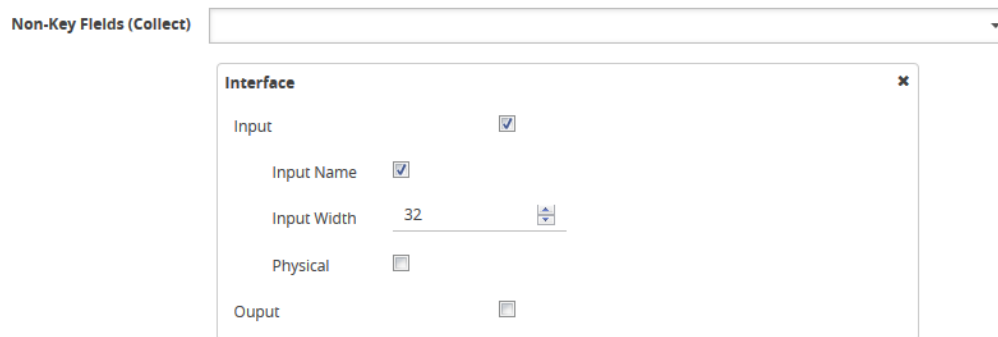 Non-Key Fields (Collect)
Interface
Input
Input Name
Input Width 32
Physical
Ouput